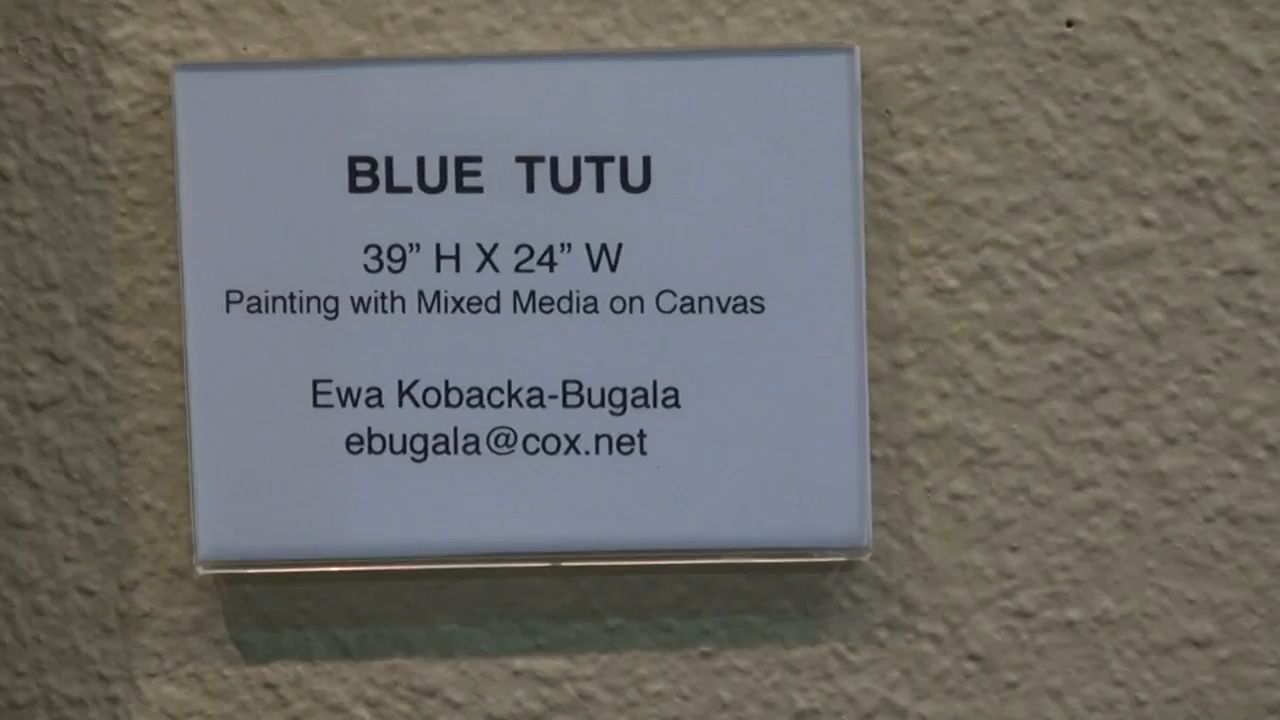 BLUE TUTU
39” H X 24” W
Painting with Mixed Media on Canvas
Ewa Kobacka-Bugala
ebugala@cox.net